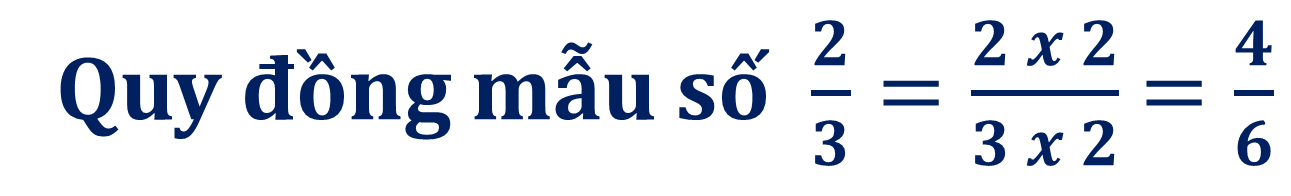 Quy đồng mẫu số 2/3 = 2 x 2/3 x 2 = 4/6